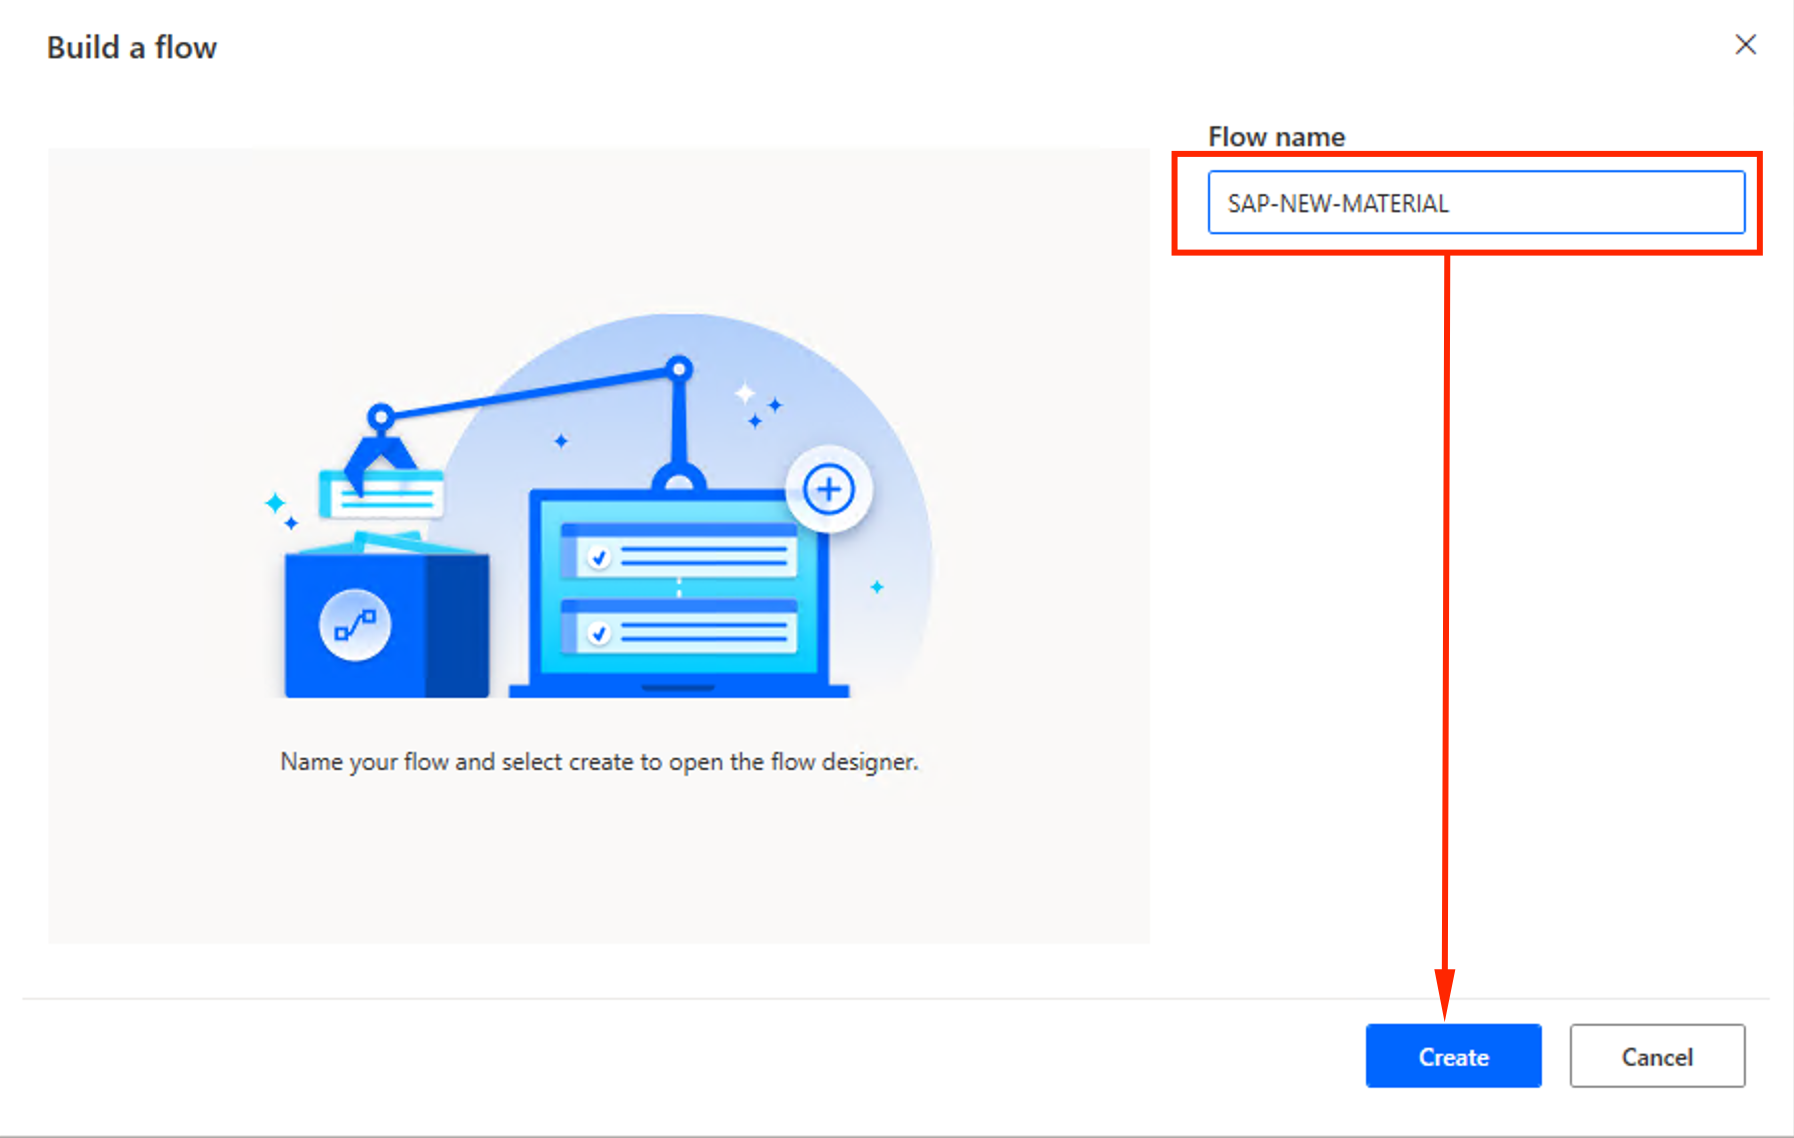 Build a flow
Flow name
SAP-NEW-MATERIAL
Name your flow and select create to open the flow designer.
Create
Cancel